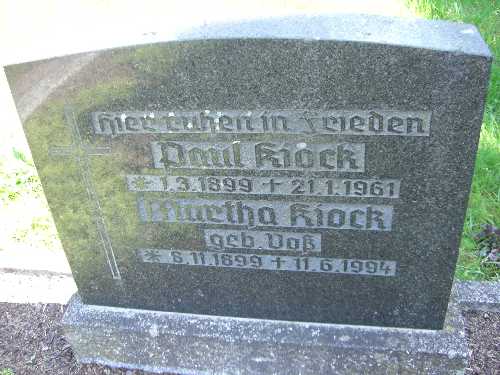 hier ruhen in Frieden
Paul Kiock
* 1.3.1899 + 21.1.1961
Martha Kiock
geb. Voß
* 6.11.1899 + 11.6.1994